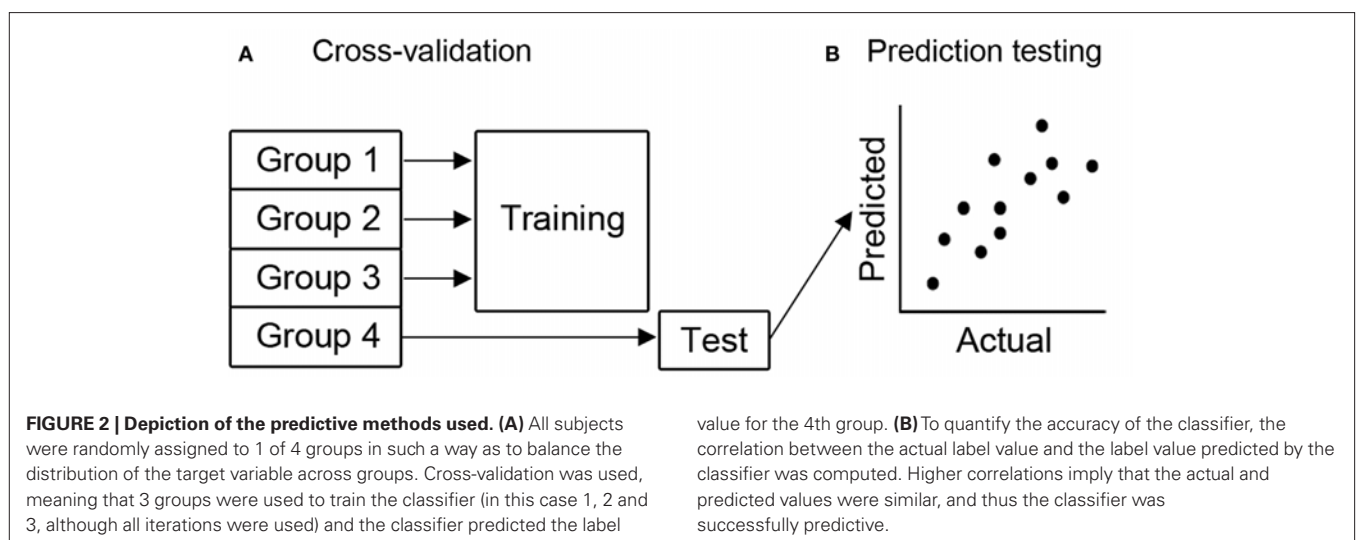 A Cross-validation
Group 1
Group 2
Group 3
Group 4
Training
Test
B Prediction testing
Predicted
Actual
FIGURE 2 | Depiction of the predictive methods used. (A) All subjects
were randomly assigned to 1 of 4 groups in such a way as to balance the
distribution of the target variable across groups. Cross-validation was used,
meaning that 3 groups were used to train the classifier (in this case 1, 2 and
3, although all iterations were used) and the classifier predicted the label
value for the 4th group. (B) To quantify the accuracy of the classifier, the
correlation between the actual label value and the label value predicted by the
classifier was computed. Higher correlations imply that the actual and
predicted values were similar, and thus the classifier was
successfully predictive.